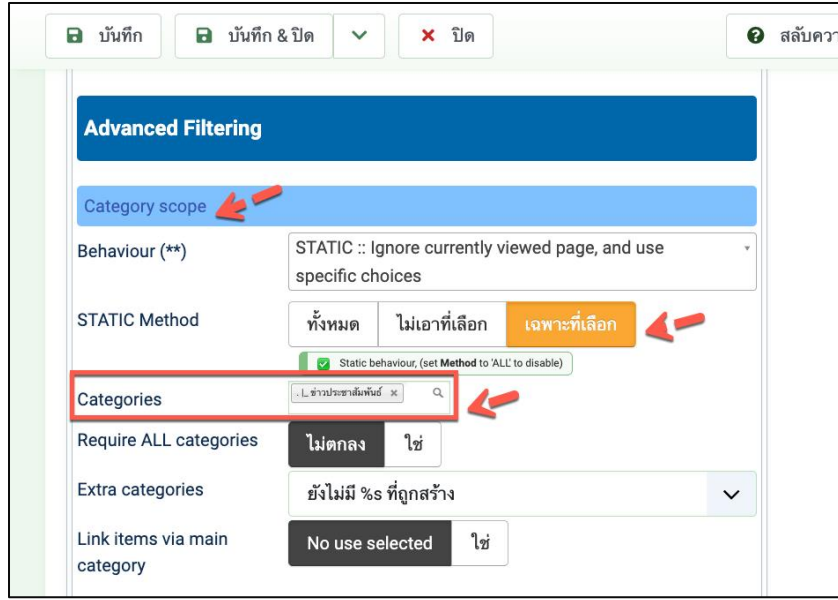 บันทึก
บันทึก & ปิด
ปิด
สลับควา
Advanced Filtering
Category scope
Behaviour (**)
STATIC :: Ignore currently viewed page, and use
specific choices
STATIC Method
ทั้งหมด
ไม่เอาที่เลือก
เฉพาะที่เลือก
Static behaviour, (set Method to 'ALL' to disable)
Categories
. |_ ข่าวประชาสัมพันธ์ ×
Require ALL categories
ไม่ตกลง
ใช่
Extra categories
ยังไม่มี %s ที่ถูกสร้าง
Link items via main
category
No use selected
ใช่